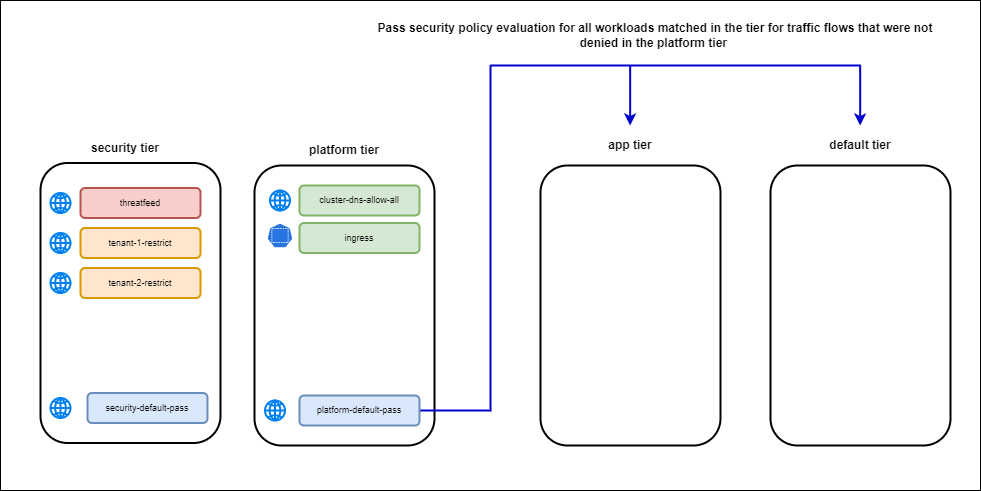 Pass security policy evaluation for all workloads matched in the tier for traffic flows that were not
denied in the platform tier
security tier
platform tier
app tier
default tier
threatfeed
tenant-1-restrict
tenant-2-restrict
security-default-pass
cluster-dns-allow-all
ingress
platform-default-pass